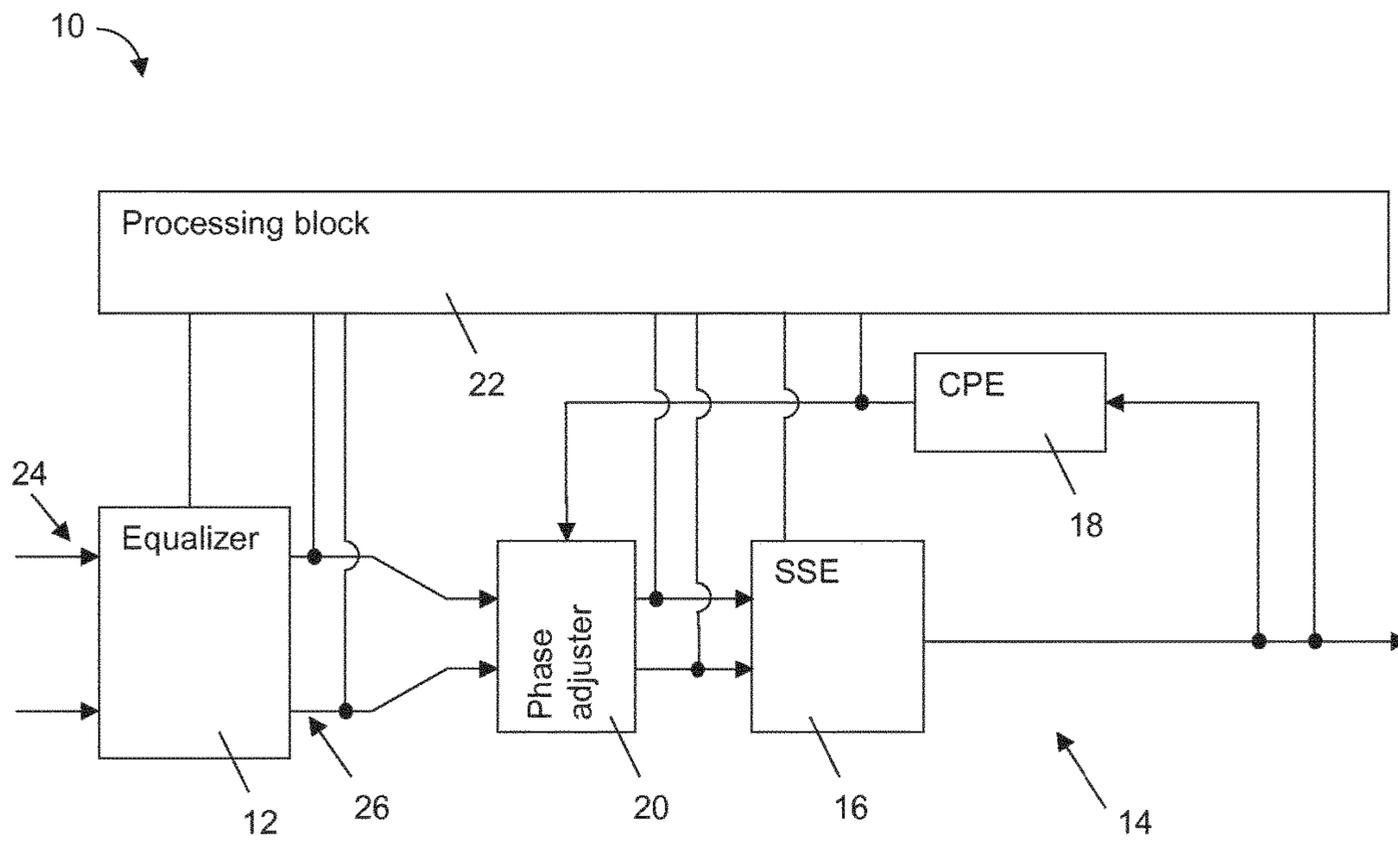 10
Processing block
22
CPE
18
24
Equalizer
SSE
Phase
adjuster
12
26
20
16
14